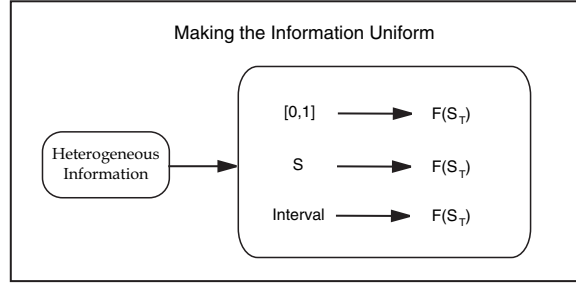 Making the Information Uniform
Heterogeneous
Information
[0,1] F(S_T)
S F(S_T)
Interval F(S_T)